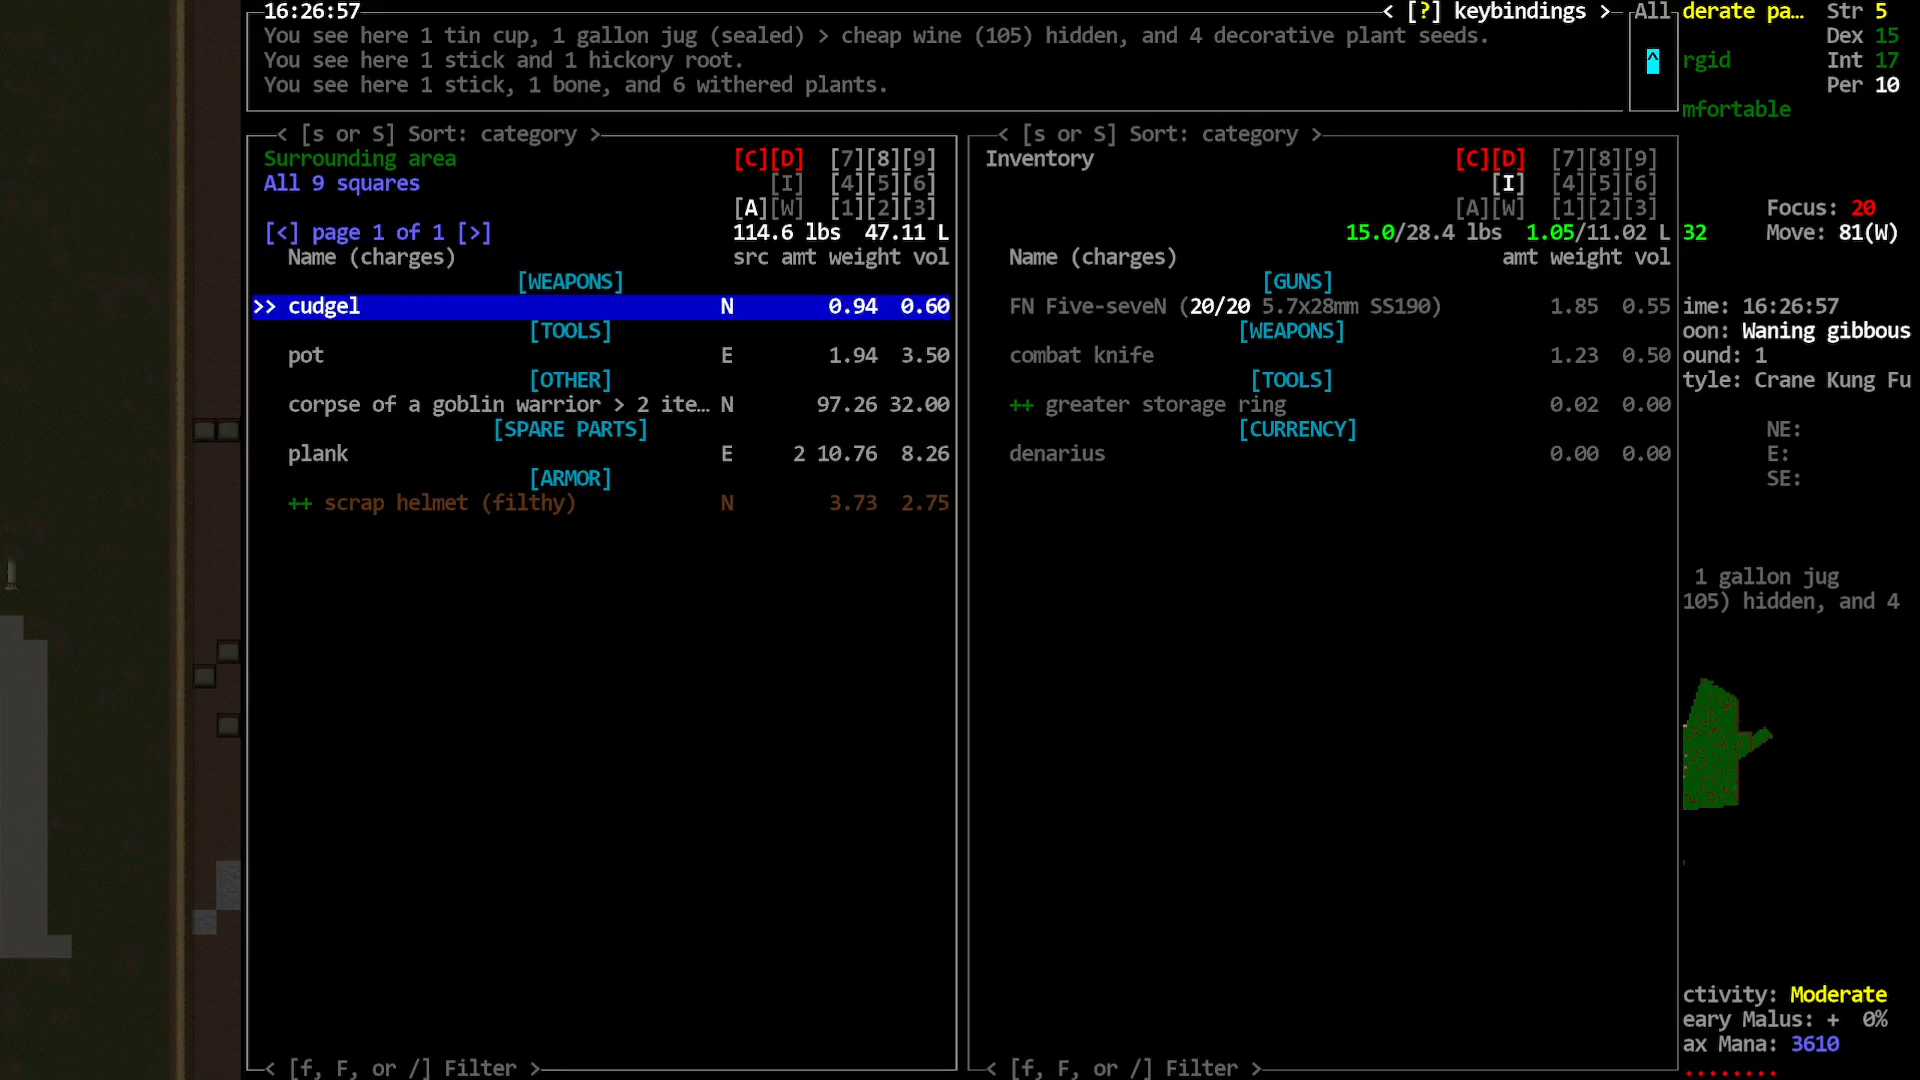 16:26:57 < [?] keybindings > All derate pa… Str 5
You see here 1 tin cup, 1 gallon jug (sealed) > cheap wine (105) hidden, and 4 decorative plant seeds. Dex 15
You see here 1 stick and 1 hickory root. ^ rgid Int 17
You see here 1 stick, 1 bone, and 6 withered plants. Per 10
mfortable
< [s or S] Sort: category > < [s or S] Sort: category >
Surrounding area [C][D] [7][8][9] Inventory [C][D] [7][8][9]
All 9 squares [I] [4][5][6] [I] [4][5][6]
[A][W] [1][2][3] [A][W] [1][2][3] Focus: 20
[<] page 1 of 1 [>] 114.6 lbs 47.11 L 15.0/28.4 lbs 1.05/11.02 L 32 Move: 81(W)
Name (charges) src amt weight vol Name (charges) amt weight vol
[WEAPONS] [GUNS]
>> cudgel N 0.94 0.60 FN Five-seveN (20/20 5.7x28mm SS190) 1.85 0.55 ime: 16:26:57
[TOOLS] [WEAPONS] oon: Waning gibbous
pot E 1.94 3.50 combat knife 1.23 0.50 ound: 1
[OTHER] [TOOLS] tyle: Crane Kung Fu
corpse of a goblin warrior > 2 ite… N 97.26 32.00 ++ greater storage ring 0.02 0.00
[SPARE PARTS] [CURRENCY] NE:
plank E 2 10.76 8.26 denarius 0.00 0.00 E:
[ARMOR] SE:
++ scrap helmet (filthy) N 3.73 2.75
1 gallon jug
105) hidden, and 4
ctivity: Moderate
eary Malus: + 0%
ax Mana: 3610
< [f, F, or /] Filter > < [f, F, or /] Filter >